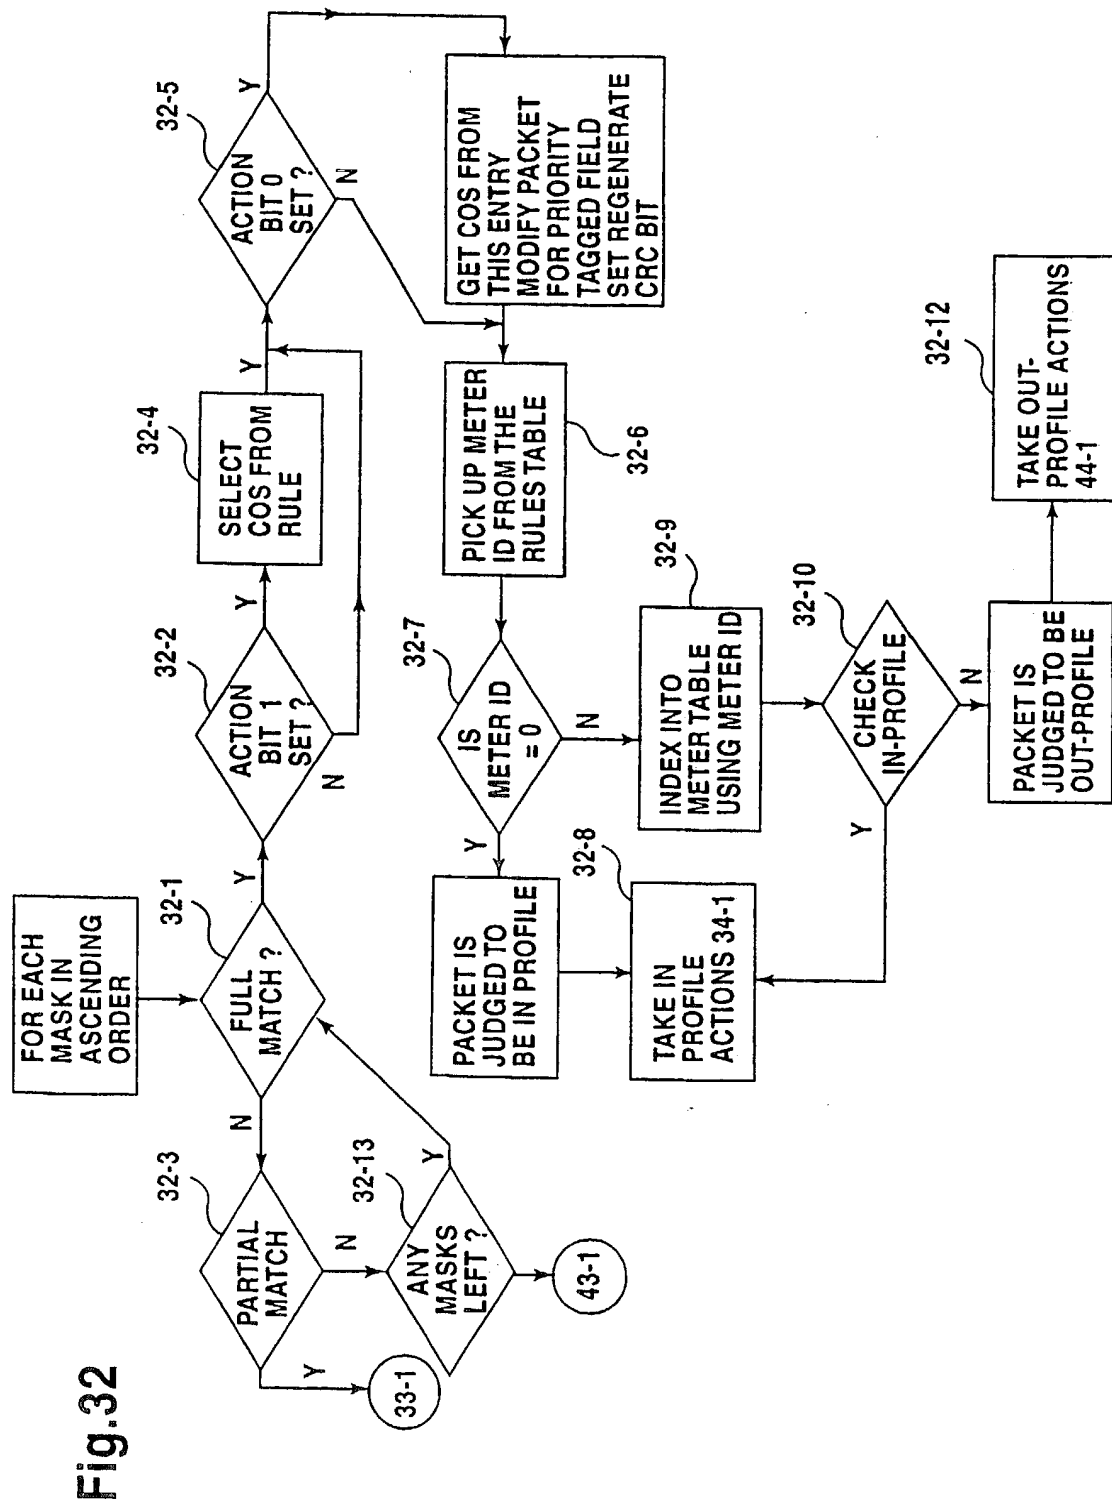 Fig.32
FOR EACH
MASK IN
ASCENDING
ORDER
32-1
FULL
MATCH ?
Y
N
32-2
ACTION
BIT 1
SET ?
Y
N
32-4
SELECT
COS FROM
RULE
Y
32-5
ACTION
BIT 0
SET ?
Y
N
GET COS FROM
THIS ENTRY
MODIFY PACKET
FOR PRIORITY
TAGGED FIELD
SET REGENERATE
CRC BIT
32-3
PARTIAL
MATCH
Y
N
33-1
32-13
ANY
MASKS
LEFT ?
Y
43-1
PICK UP METER
ID FROM THE
RULES TABLE
32-6
32-7
IS
METER ID
= 0
Y
N
PACKET IS
JUDGED TO
BE IN PROFILE
32-8
TAKE IN
PROFILE
ACTIONS 34-1
32-9
INDEX INTO
METER TABLE
USING METER ID
32-10
CHECK
IN-PROFILE
Y
N
PACKET IS
JUDGED TO BE
OUT-PROFILE
32-12
TAKE OUT-
PROFILE ACTIONS
44-1